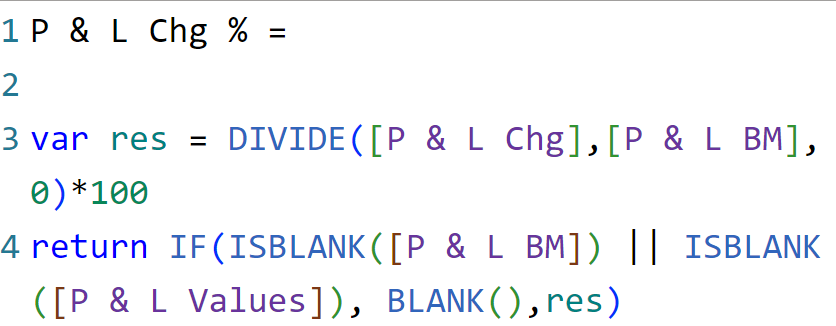 1 P & L Chg % =
2
3 var res = DIVIDE([P & L Chg],[P & L BM],
0)*100
4 return IF(ISBLANK([P & L BM]) || ISBLANK
([P & L Values]), BLANK(),res)